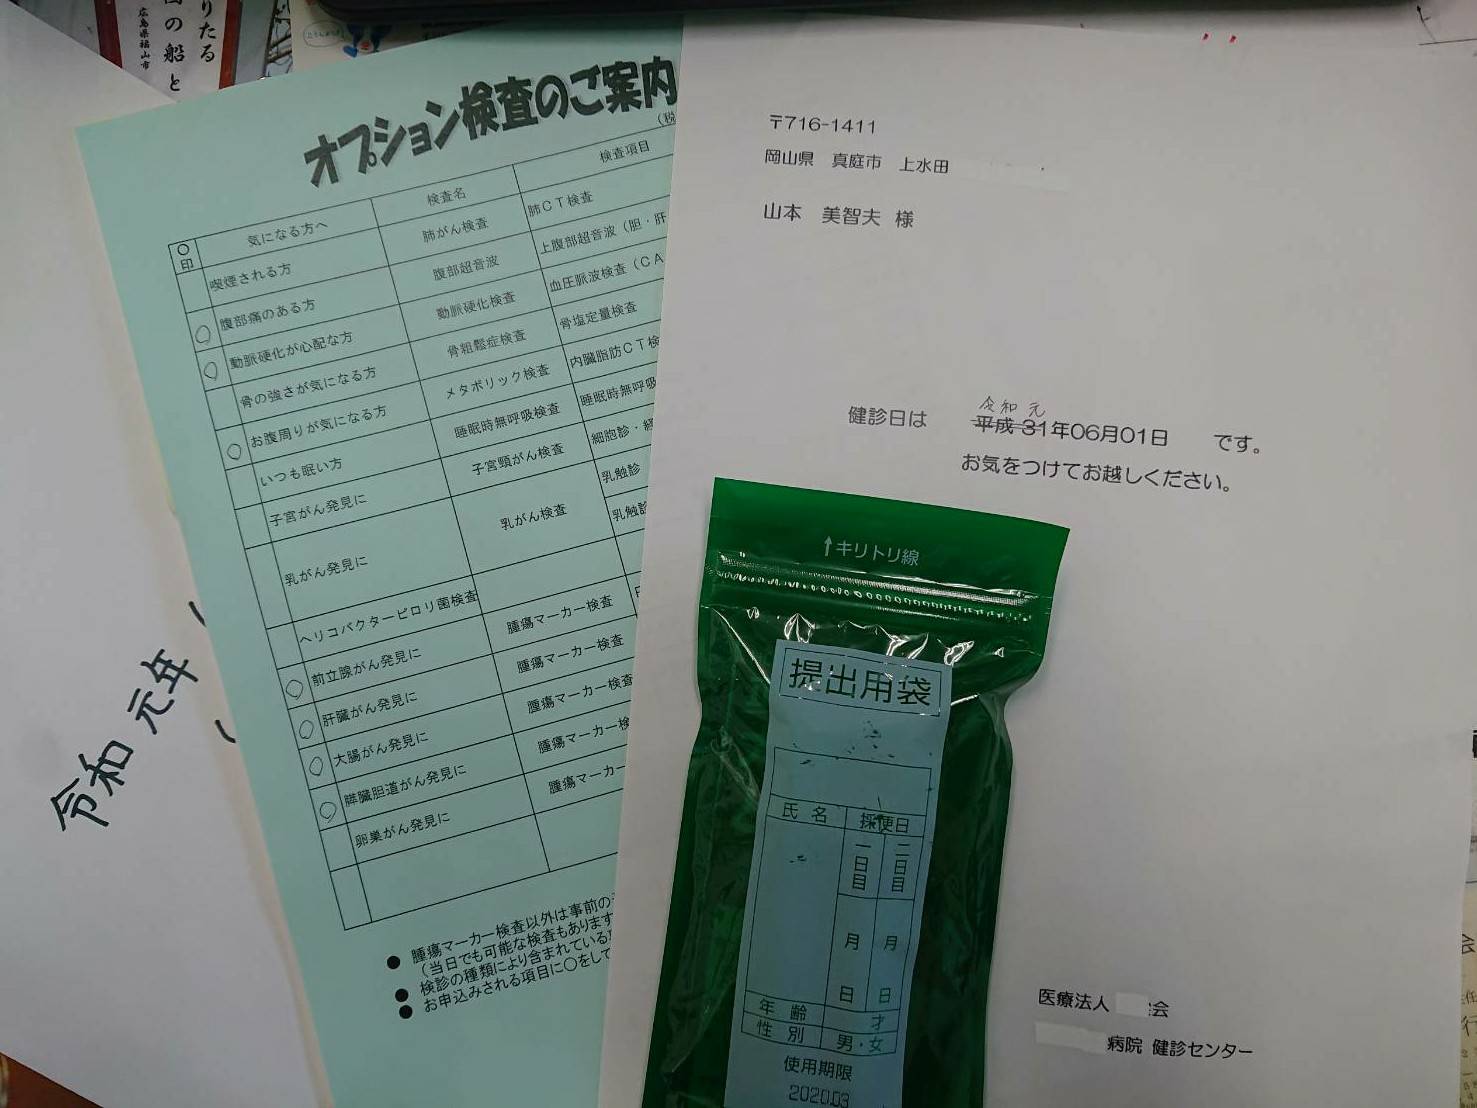 りたる
の船と
広島県福山市
オプション検査のご案内
(税
○印 気になる方へ 検査名 検査項目
喫煙される方 肺がん検査 肺CT検査
腹部痛のある方 腹部超音波 上腹部超音波(胆・肝
○ 動脈硬化が心配な方 動脈硬化検査 血圧脈波検査(CA
○ 骨の強さが気になる方 骨粗鬆症検査 骨塩定量検査
お腹周りが気になる方 メタボリック検査 内臓脂肪CT検
○ いつも眠い方 睡眠時無呼吸検査 睡眠時無呼吸
子宮がん発見に 子宮頸がん検査 細胞診・経
乳がん発見に 乳がん検査 乳触診
乳触診
ヘリコバクターピロリ菌検査
○ 前立腺がん発見に 腫瘍マーカー検査
○ 肝臓がん発見に 腫瘍マーカー検査
○ 大腸がん発見に 腫瘍マーカー検査
○ 膵臓胆道がん発見に 腫瘍マーカー検
卵巣がん発見に 腫瘍マーカー
● 腫瘍マーカー検査以外は事前の
(当日でも可能な検査もあります
● 検診の種類により含まれている
● お申込みされる項目に○をして
令和元年
〒716-1411
岡山県 真庭市 上水田
山本 美智夫 様
令和元
健診日は 平成31年06月01日 です。
お気をつけてお越しください。
↑キリトリ線
提出用袋
氏名 採便日
一日目 二日目
月 月
日 日
年齢 才
性別 男・女
使用期限
2020.03
医療法人 会
病院 健診センター